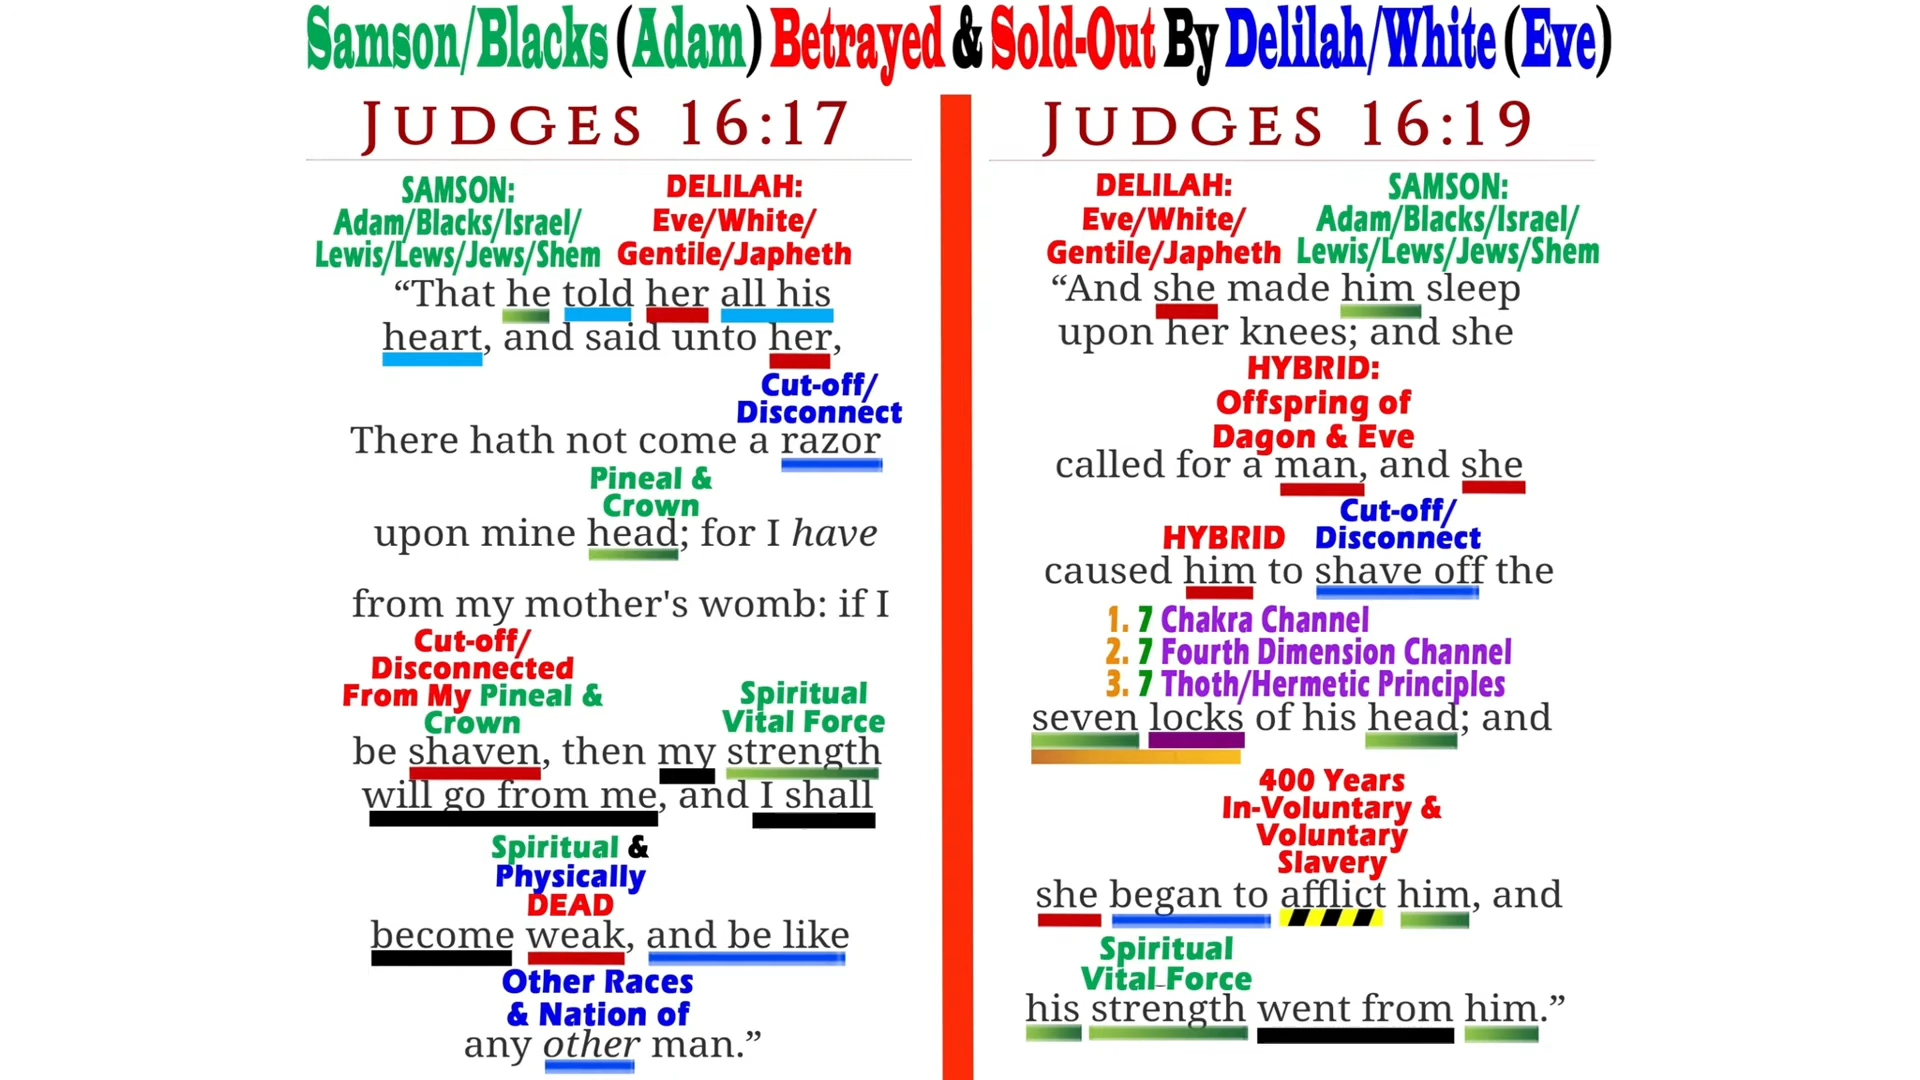 Samson/Blacks (Adam) Betrayed & Sold-Out By Delilah/White (Eve)
JUDGES 16:17
SAMSON:
Adam/Blacks/Israel/
Lewis/Lews/Jews/Shem
DELILAH:
Eve/White/
Gentile/Japheth
“That he told her all his
heart, and said unto her,
Cut-off/
Disconnect
There hath not come a razor
Pineal &
Crown
upon mine head; for I have
from my mother's womb: if I
Cut-off/
Disconnected
From My Pineal &
Crown
Spiritual
Vital Force
be shaven, then my strength
will go from me, and I shall
Spiritual &
Physically
DEAD
become weak, and be like
Other Races
& Nation of
any other man.”
JUDGES 16:19
DELILAH:
Eve/White/
Gentile/Japheth
SAMSON:
Adam/Blacks/Israel/
Lewis/Lews/Jews/Shem
“And she made him sleep
upon her knees; and she
HYBRID:
Offspring of
Dagon & Eve
called for a man, and she
HYBRID
Cut-off/
Disconnect
caused him to shave off the
1. 7 Chakra Channel
2. 7 Fourth Dimension Channel
3. 7 Thoth/Hermetic Principles
seven locks of his head; and
400 Years
In-Voluntary &
Voluntary
Slavery
she began to afflict him, and
Spiritual
Vital Force
his strength went from him.”